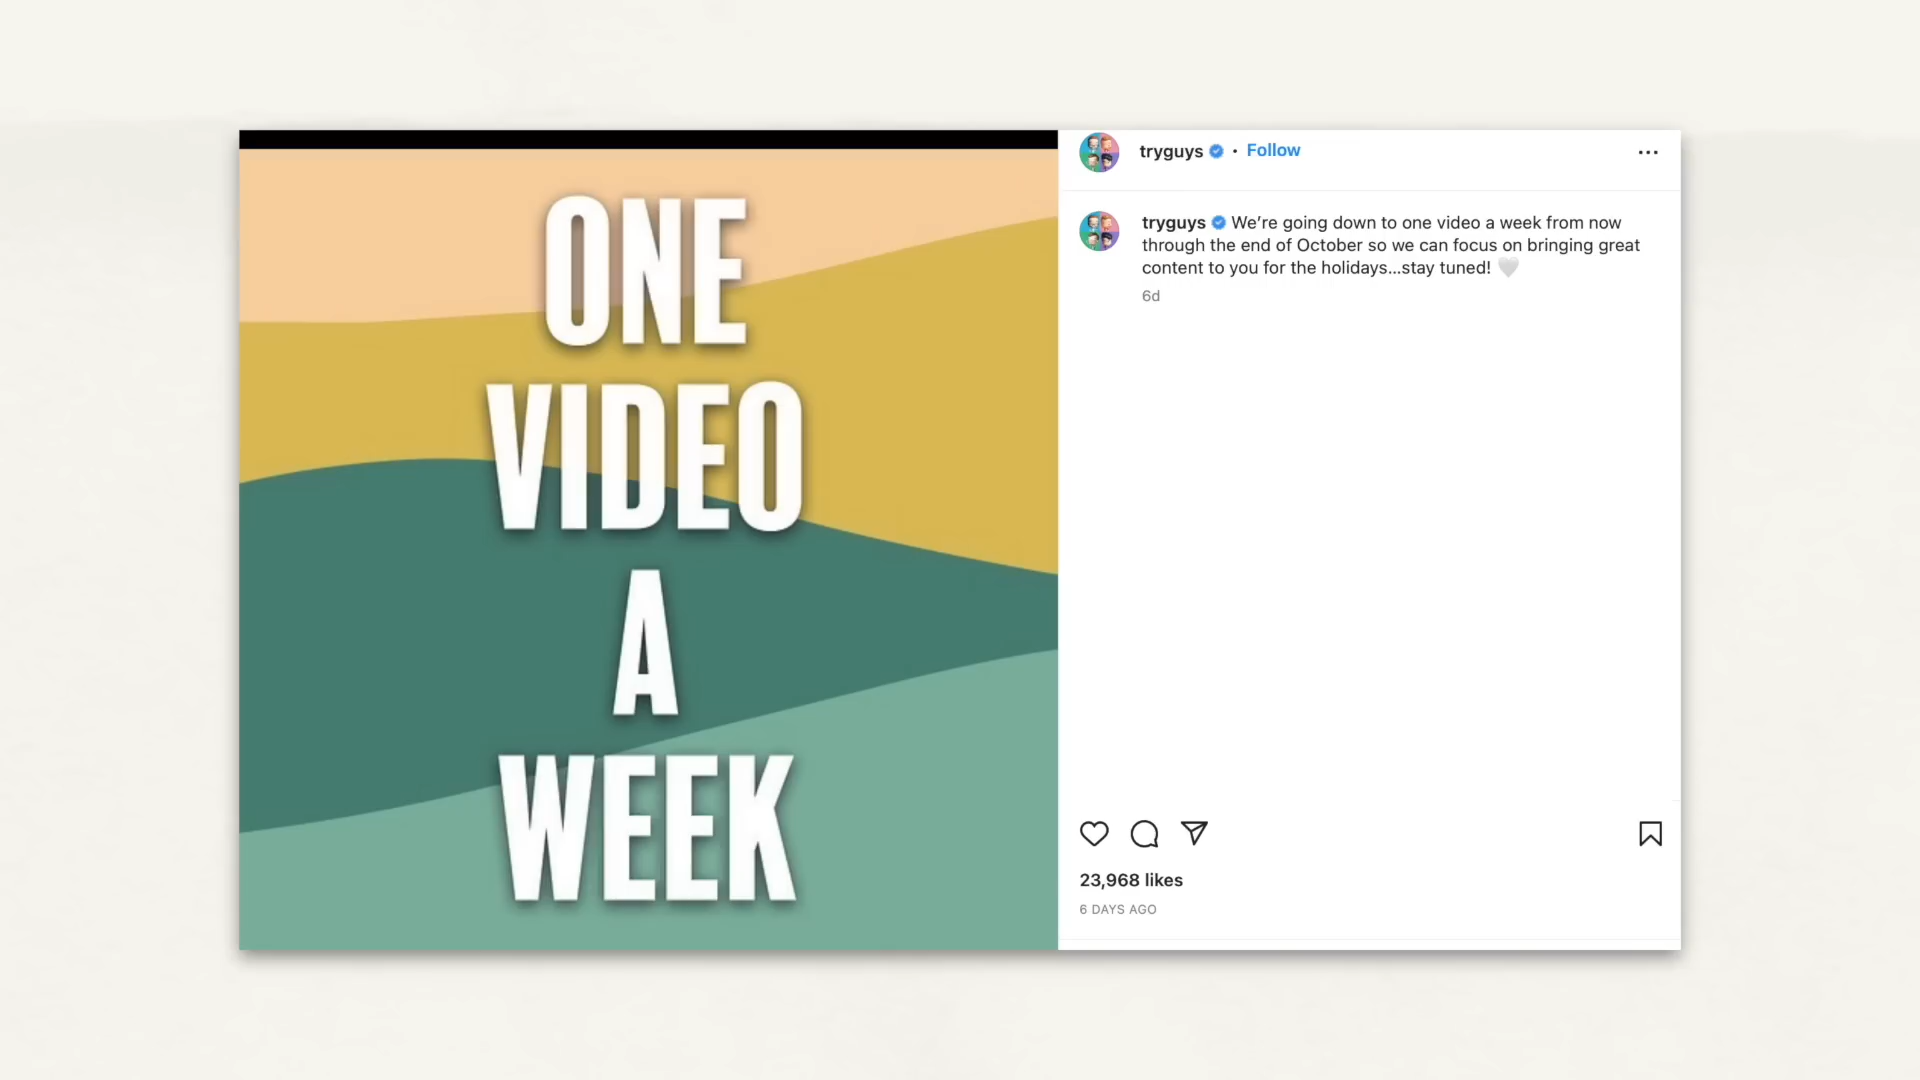 ONE
VIDEO
A
WEEK
tryguys • Follow
tryguys We’re going down to one video a week from now
through the end of October so we can focus on bringing great
content to you for the holidays...stay tuned! 🤍
6d
23,968 likes
6 DAYS AGO